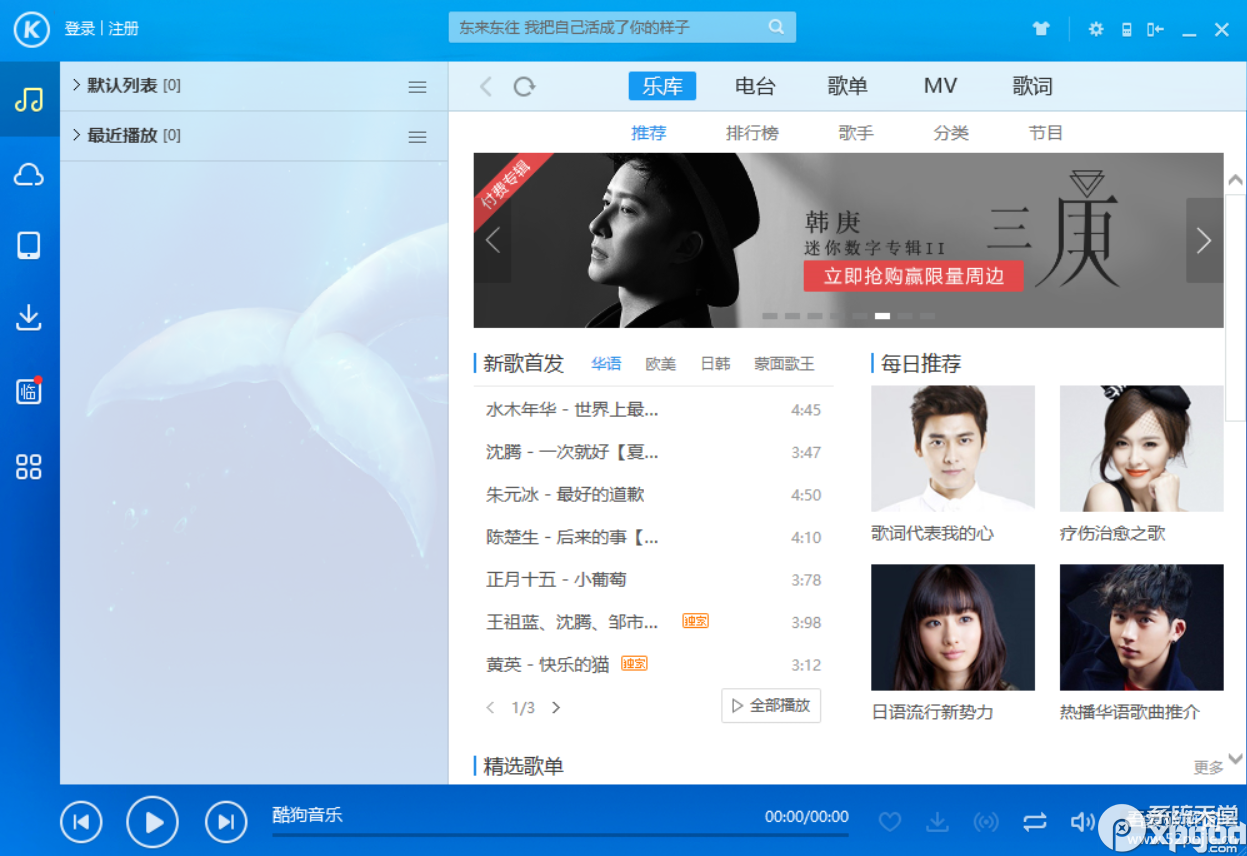 K 登录 | 注册
东来东往 我把自己活成了你的样子
默认列表 [0]
最近播放 [0]
临
乐库 电台 歌单 MV 歌词
推荐 排行榜 歌手 分类 节目
付费专辑
韩庚
迷你数字专辑II
立即抢购赢限量周边
三庚
新歌首发 华语 欧美 日韩 蒙面歌王
水木年华 - 世界上最... 4:45
沈腾 - 一次就好【夏... 3:47
朱元冰 - 最好的道歉 4:50
陈楚生 - 后来的事【... 4:10
正月十五 - 小葡萄 3:78
王祖蓝、沈腾、邹市... 独家 3:98
黄英 - 快乐的猫 独家 3:12
1/3 全部播放
每日推荐
歌词代表我的心
疗伤治愈之歌
日语流行新势力
热播华语歌曲推介
精选歌单 更多
酷狗音乐 00:00/00:00
系统天堂